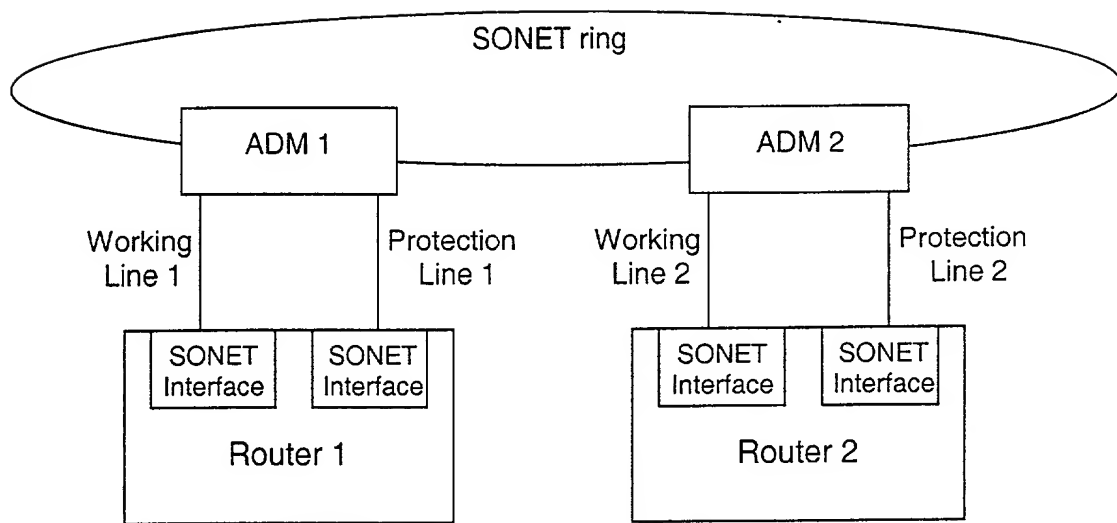 SONET ring
ADM 1
ADM 2
Working
Line 1
Protection
Line 1
Working
Line 2
Protection
Line 2
SONET
Interface
SONET
Interface
SONET
Interface
SONET
Interface
Router 1
Router 2